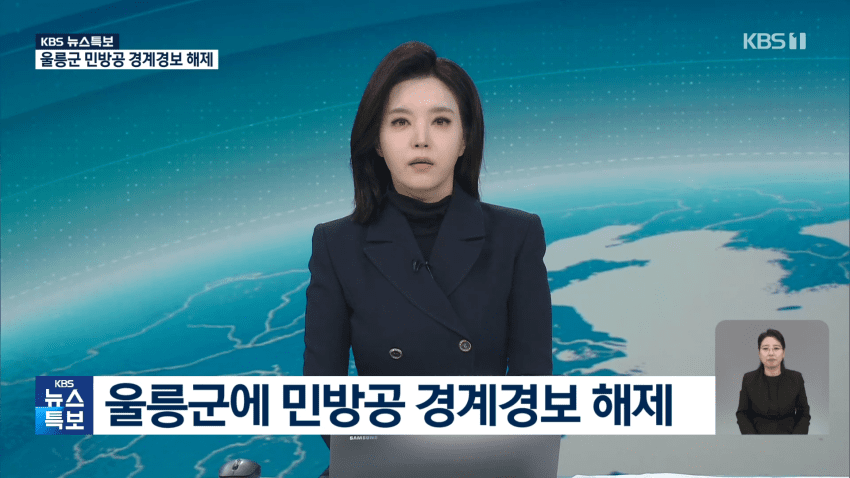 KBS 뉴스특보
울릉군 민방공 경계경보 해제
KBS 1
KBS
뉴스
특보
울릉군에 민방공 경계경보 해제
SAMSUNG